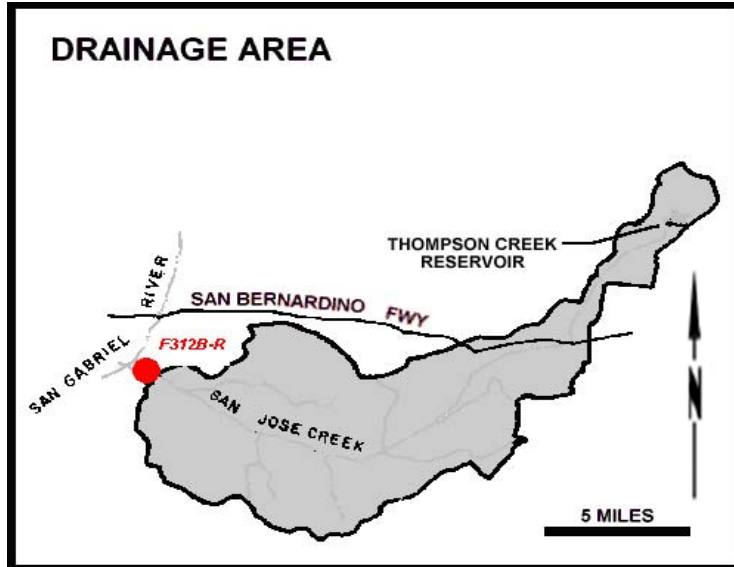 DRAINAGE AREA
THOMPSON CREEK
RESERVOIR
SAN BERNARDINO FWY
SAN GABRIEL RIVER
F312B-R
SAN JOSE CREEK
N
5 MILES